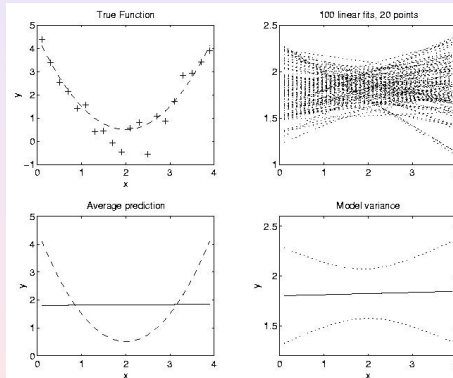 True Function
5
4
3
2
1
0
−1
y
0 1 2 3 4
x
100 linear fits, 20 points
2.5
2
1.5
1
y
0 1 2 3
x
Average prediction
5
4
3
2
1
0
y
0 1 2 3 4
x
Model variance
2.5
2
1.5
y
0 1 2 3
x